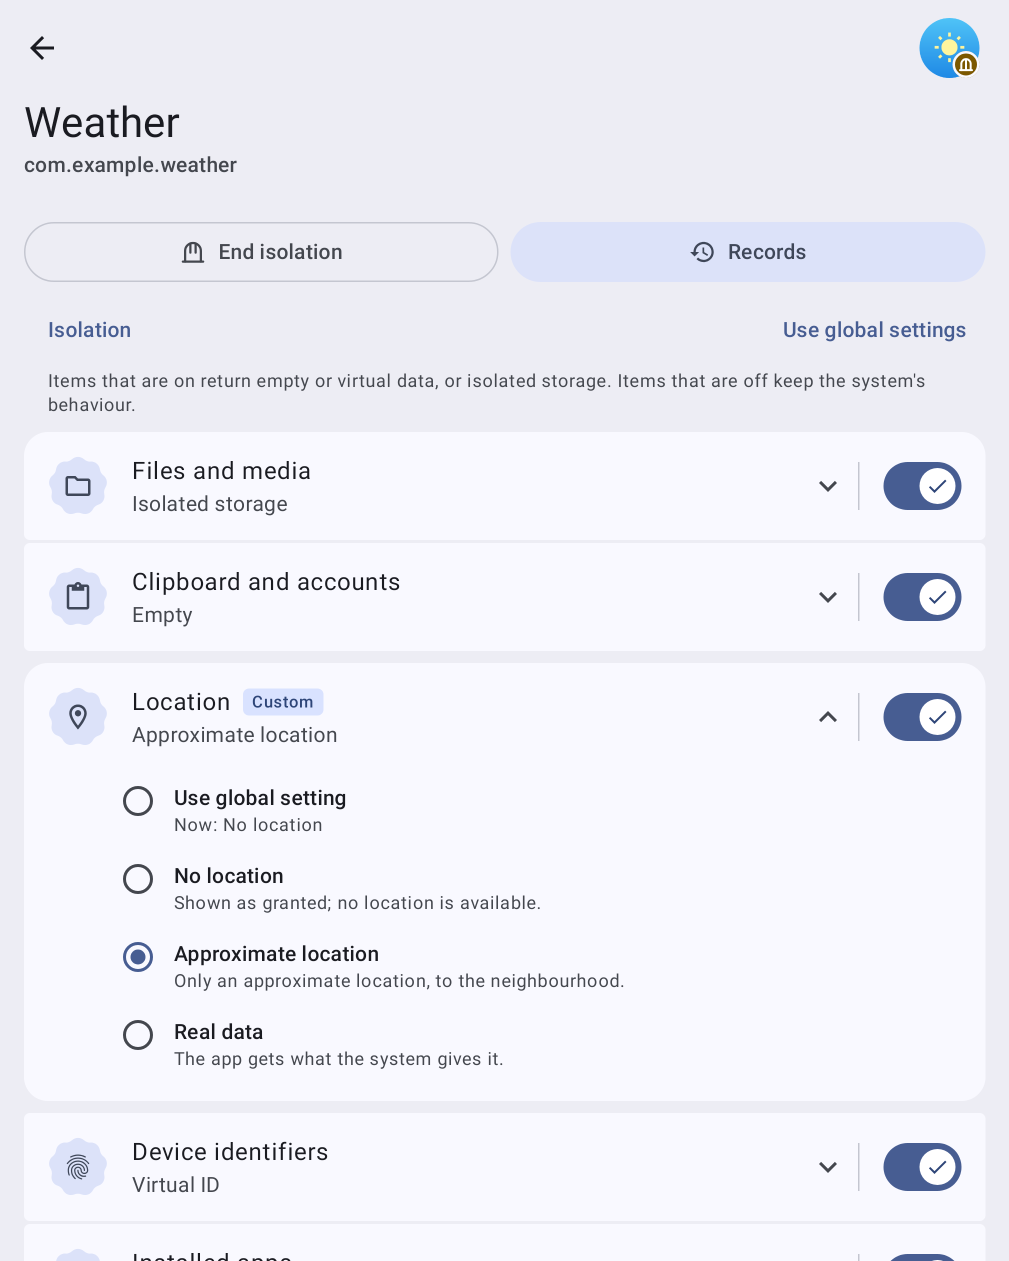 Weather
com.example.weather
End isolation
Records
Isolation
Use global settings
Items that are on return empty or virtual data, or isolated storage. Items that are off keep the system's
behaviour.
Files and media
Isolated storage
Clipboard and accounts
Empty
Location
Custom
Approximate location
Use global setting
Now: No location
No location
Shown as granted; no location is available.
Approximate location
Only an approximate location, to the neighbourhood.
Real data
The app gets what the system gives it.
Device identifiers
Virtual ID
Installed apps